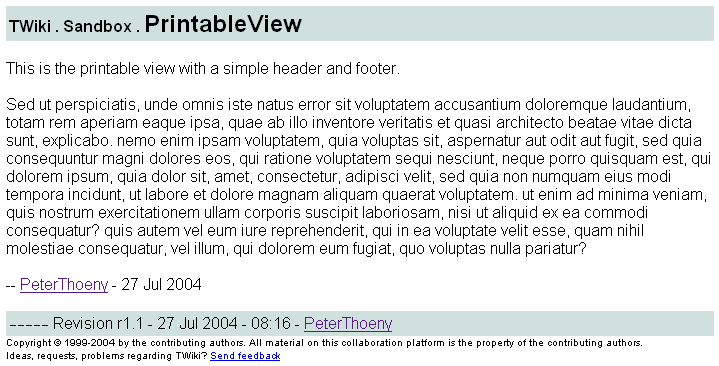 TWiki . Sandbox . PrintableView
This is the printable view with a simple header and footer.
Sed ut perspiciatis, unde omnis iste natus error sit voluptatem accusantium doloremque laudantium,
totam rem aperiam eaque ipsa, quae ab illo inventore veritatis et quasi architecto beatae vitae dicta
sunt, explicabo. nemo enim ipsam voluptatem, quia voluptas sit, aspernatur aut odit aut fugit, sed quia
consequuntur magni dolores eos, qui ratione voluptatem sequi nesciunt, neque porro quisquam est, qui
dolorem ipsum, quia dolor sit, amet, consectetur, adipisci velit, sed quia non numquam eius modi
tempora incidunt, ut labore et dolore magnam aliquam quaerat voluptatem. ut enim ad minima veniam,
quis nostrum exercitationem ullam corporis suscipit laboriosam, nisi ut aliquid ex ea commodi
consequatur? quis autem vel eum iure reprehenderit, qui in ea voluptate velit esse, quam nihil
molestiae consequatur, vel illum, qui dolorem eum fugiat, quo voluptas nulla pariatur?
-- PeterThoeny - 27 Jul 2004
----- Revision r1.1 - 27 Jul 2004 - 08:16 - PeterThoeny
Copyright © 1999-2004 by the contributing authors. All material on this collaboration platform is the property of the contributing authors.
Ideas, requests, problems regarding TWiki? Send feedback